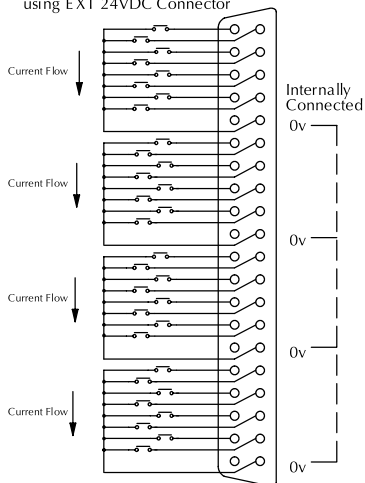 using EXT 24VDC Connector
Current Flow
Internally
Connected
0v
Current Flow
0v
Current Flow
0v
Current Flow
0v